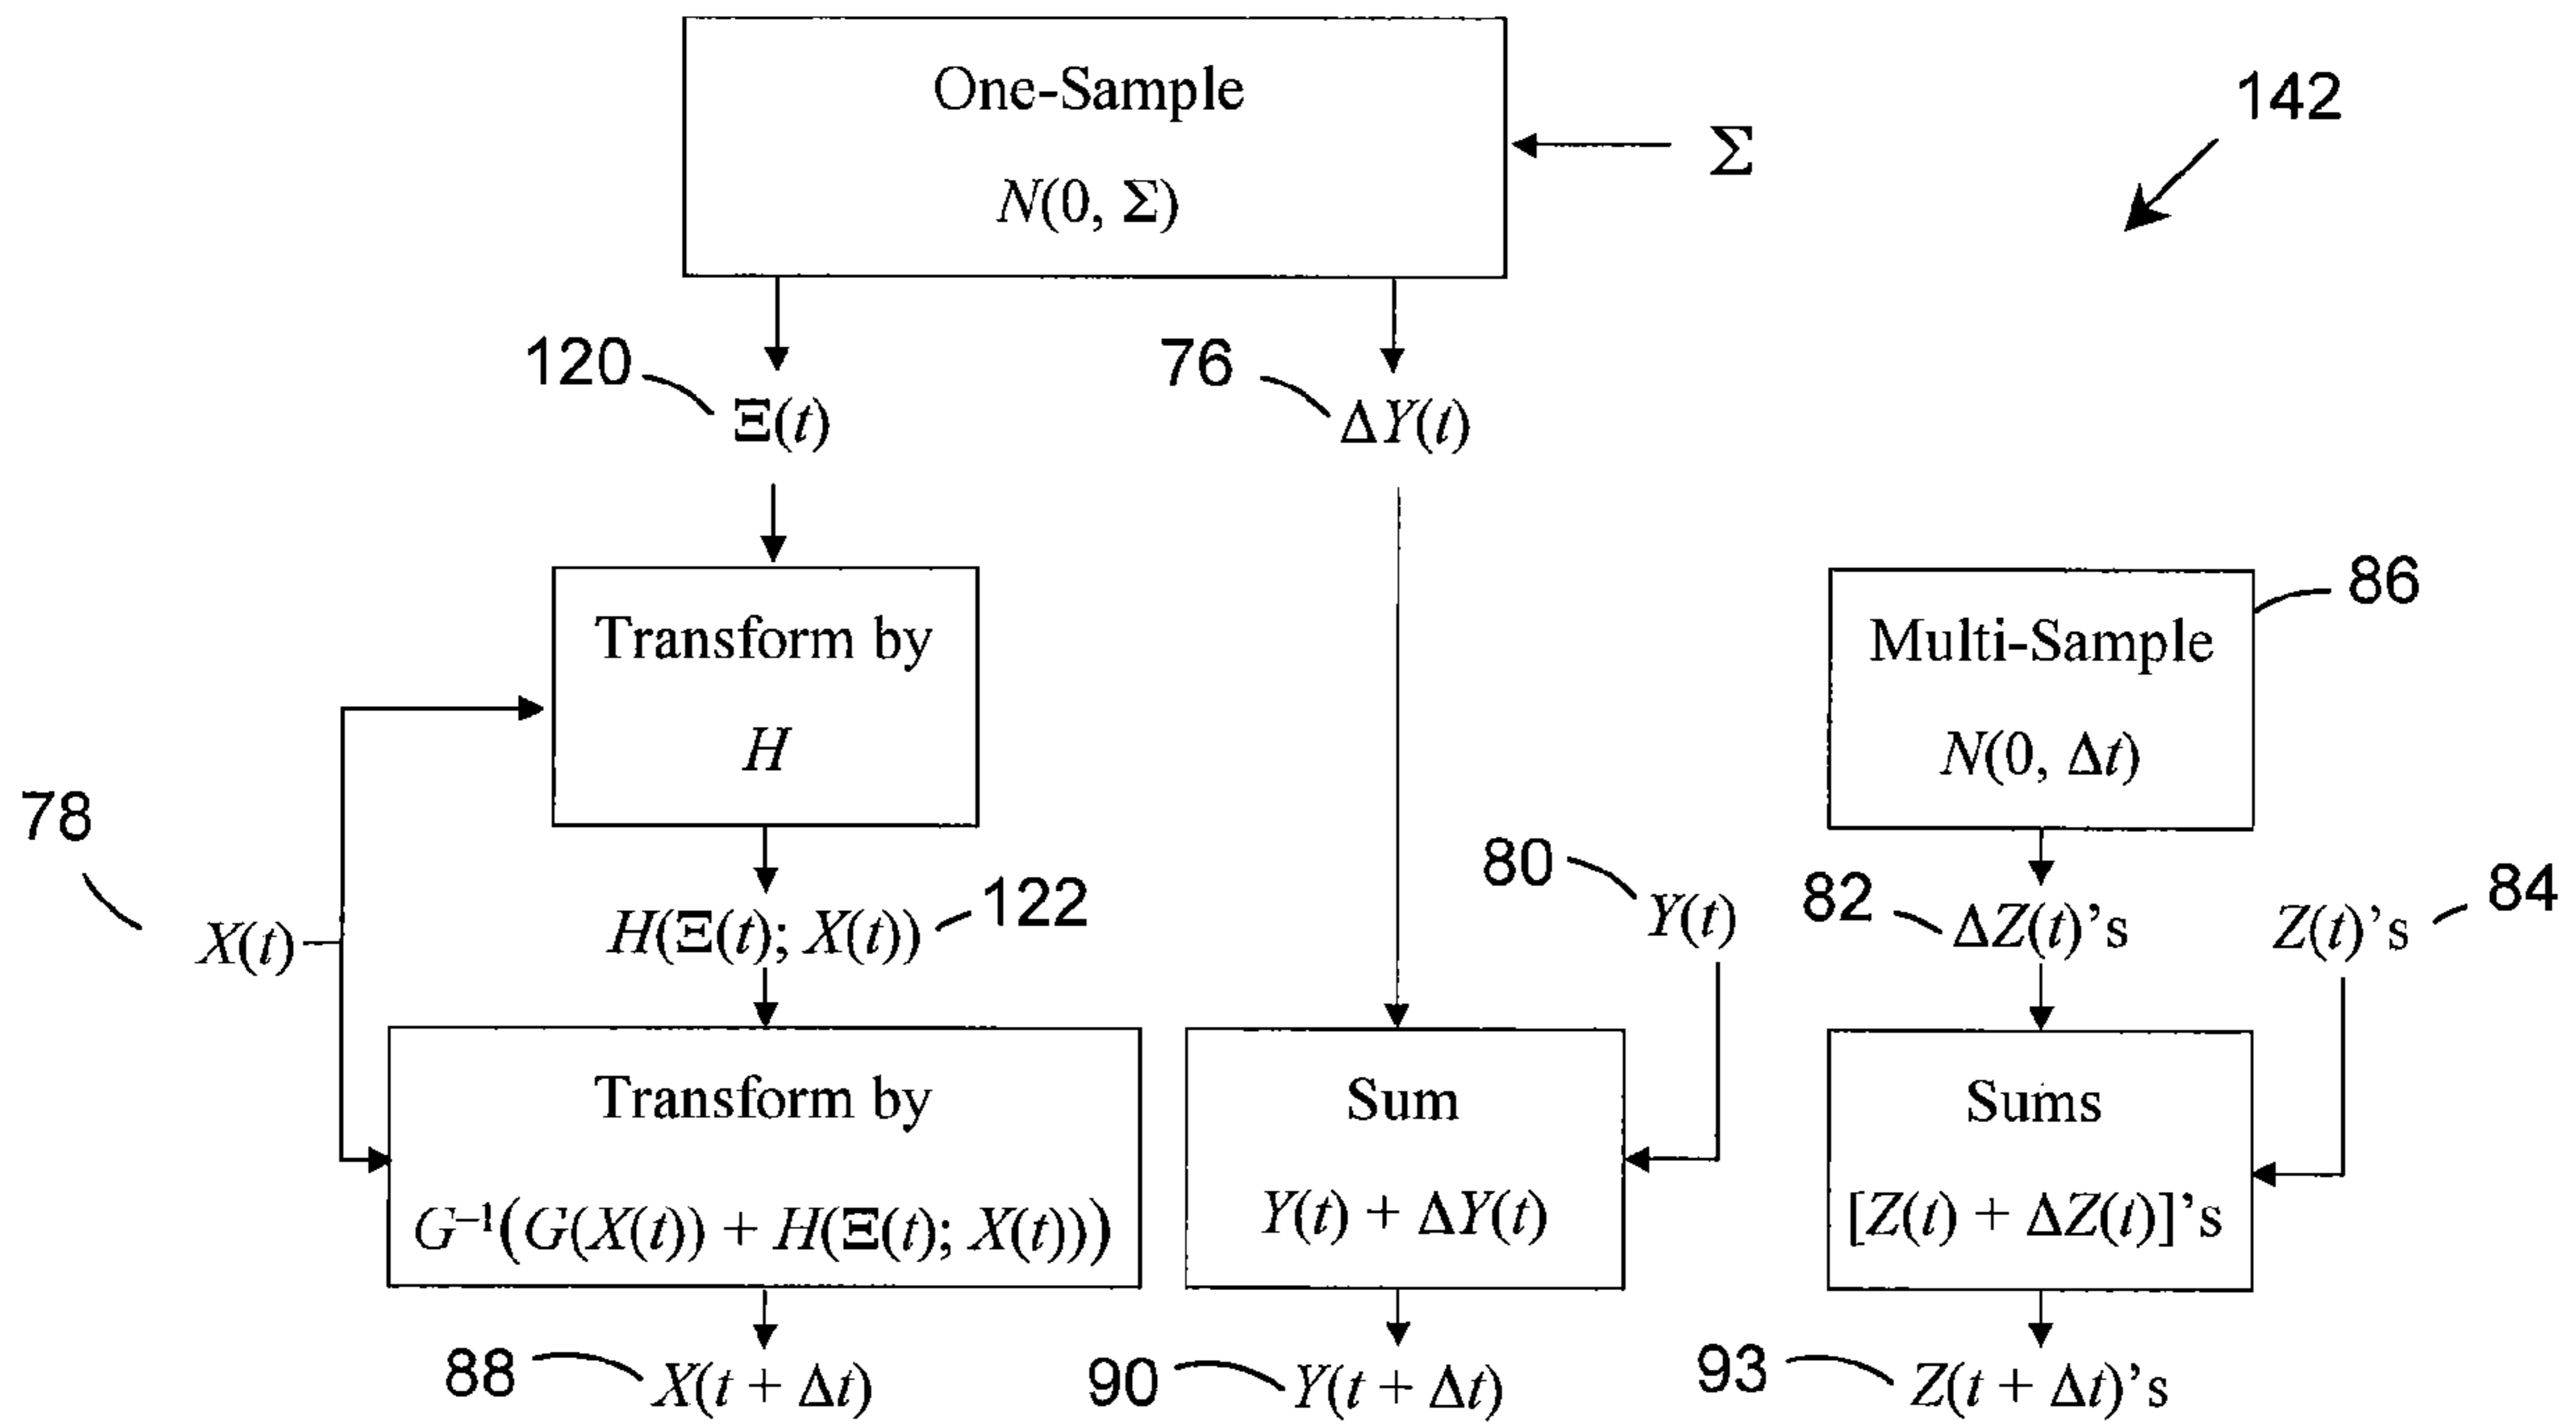 One-Sample
N(0, Σ)
Σ
142
120
Ξ(t)
76
ΔY(t)
Transform by
H
86
Multi-Sample
N(0, Δt)
78
X(t)
H(Ξ(t); X(t))
122
80
Y(t)
82
ΔZ(t)’s
84
Z(t)’s
Transform by
G⁻¹(G(X(t)) + H(Ξ(t); X(t)))
Sum
Y(t) + ΔY(t)
Sums
[Z(t) + ΔZ(t)]’s
88
X(t + Δt)
90
Y(t + Δt)
93
Z(t + Δt)’s